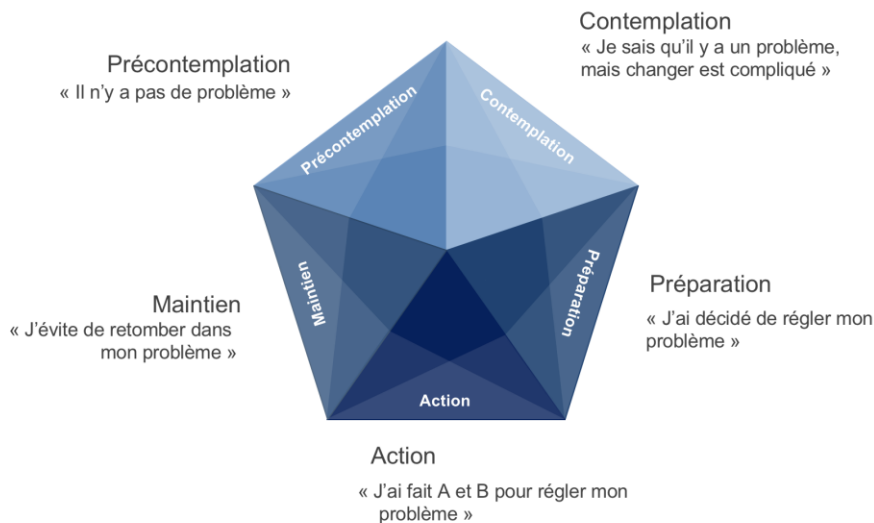 Précontemplation
« Il n'y a pas de problème »
Contemplation
« Je sais qu'il y a un problème,
mais changer est compliqué »
Précontemplation
Contemplation
Maintien
Préparation
Action
Maintien
« J'évite de retomber dans
mon problème »
Préparation
« J'ai décidé de régler mon
problème »
Action
« J'ai fait A et B pour régler mon
problème »